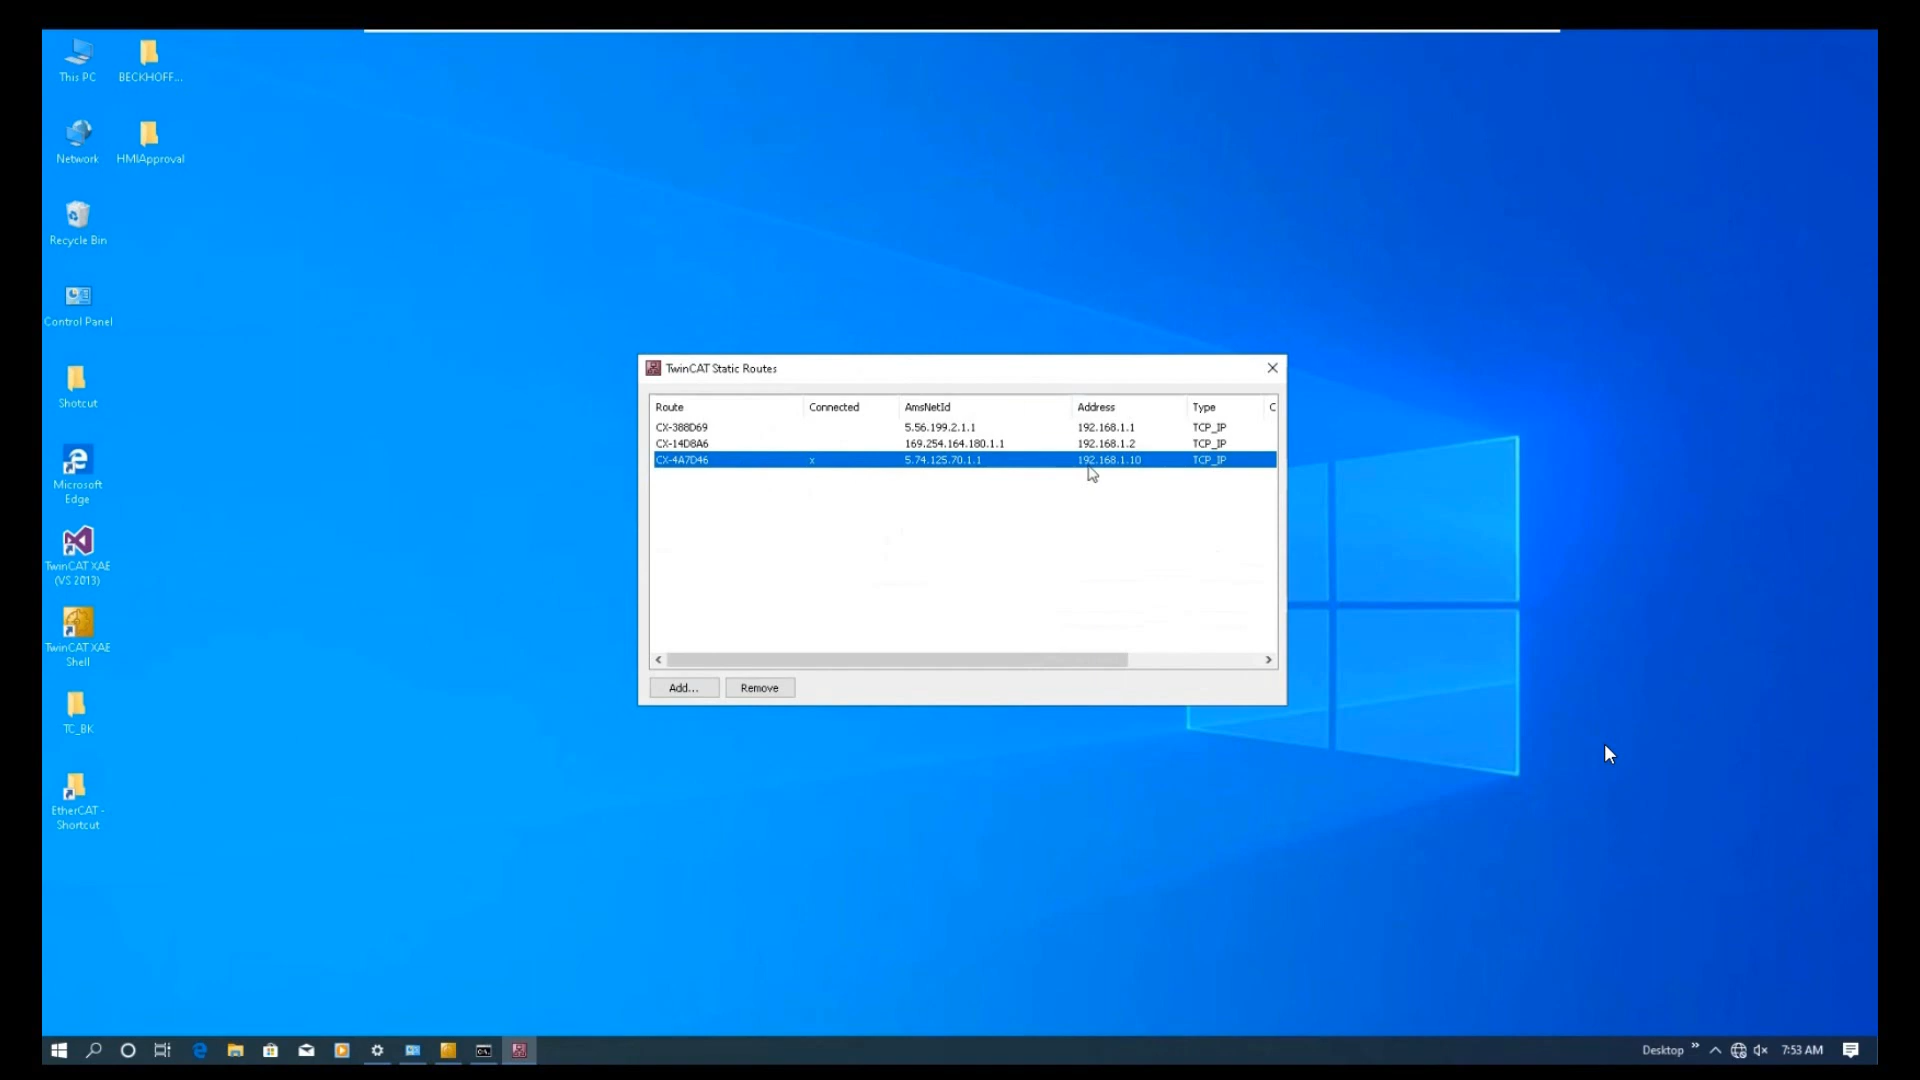 This PC
BECKHOFF...
Network
HMIApproval
Recycle Bin
Control Panel
Shotcut
Microsoft
Edge
TwinCAT XAE
(VS 2013)
TwinCAT XAE
Shell
TC_BK
EtherCAT -
Shortcut
TwinCAT Static Routes
Route Connected AmsNetId Address Type C
CX-388D69 5.56.199.2.1.1 192.168.1.1 TCP_IP
CX-14D8A6 169.254.164.180.1.1 192.168.1.2 TCP_IP
CX-4A7D46 x 5.74.125.70.1.1 192.168.1.10 TCP_IP
Add... Remove
Desktop » 7:53 AM